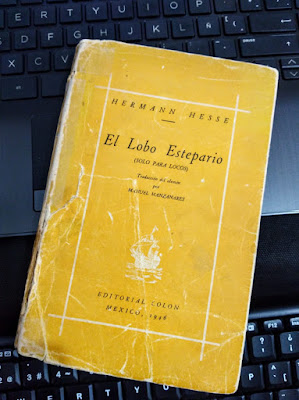 HERMANN HESSE
El Lobo Estepario
(SOLO PARA LOCOS)
Traducción del alemán
por
MANUEL MANZANARES
EDITORIAL COLON
MEXICO, 1946